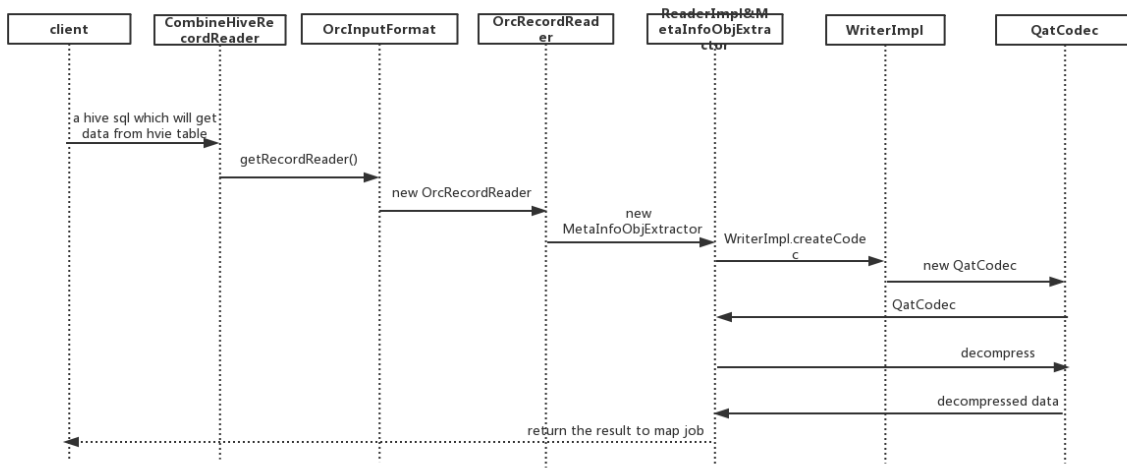 client
CombineHiveRe
cordReader
OrcInputFormat
OrcRecordRead
er
ReaderImpl&M
etaInfoObjExtra
ctor
WriterImpl
QatCodec
a hive sql which will get
data from hvie table
getRecordReader()
new OrcRecordReader
new
MetaInfoObjExtractor
WriterImpl.createCode
c
new QatCodec
QatCodec
decompress
decompressed data
return the result to map job